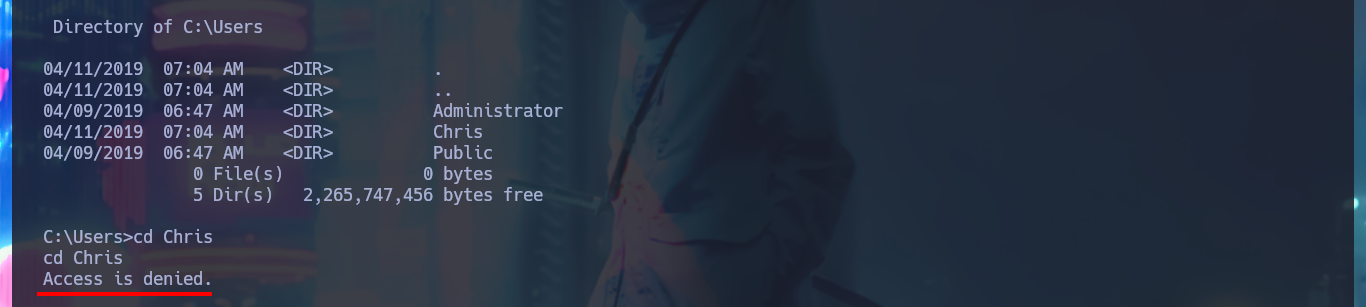 Directory of C:\Users
04/11/2019  07:04 AM    <DIR>          .
04/11/2019  07:04 AM    <DIR>          ..
04/09/2019  06:47 AM    <DIR>          Administrator
04/11/2019  07:04 AM    <DIR>          Chris
04/09/2019  06:47 AM    <DIR>          Public
0 File(s)              0 bytes
5 Dir(s)   2,265,747,456 bytes free
C:\Users>cd Chris
cd Chris
Access is denied.